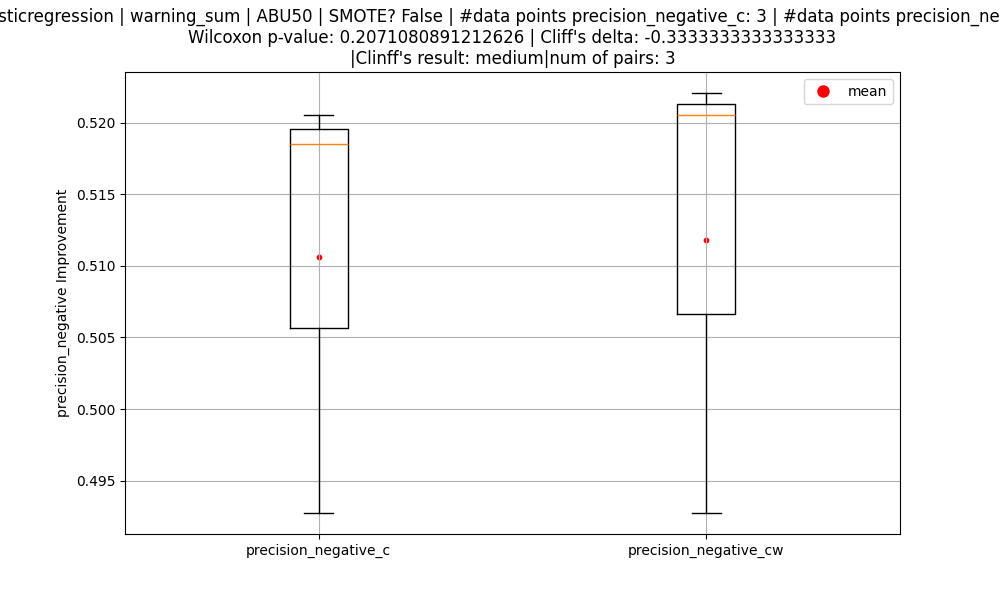 sticregression | warning_sum | ABU50 | SMOTE? False | #data points precision_negative_c: 3 | #data points precision_ne
Wilcoxon p-value: 0.2071080891212626 | Cliff's delta: -0.3333333333333333
|Clinff's result: medium|num of pairs: 3
mean
precision_negative Improvement
0.520
0.515
0.510
0.505
0.500
0.495
precision_negative_c
precision_negative_cw